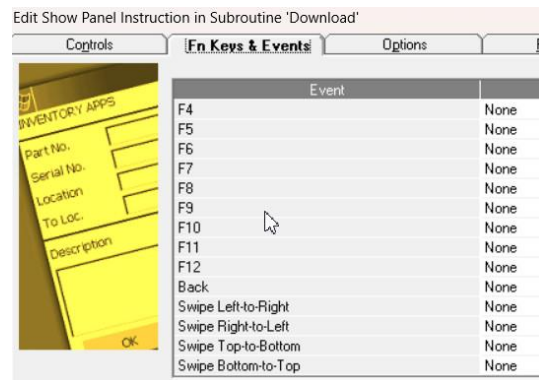 Edit Show Panel Instruction in Subroutine 'Download'
Controls Fn Keys & Events Options
Event
F4 None
F5 None
F6 None
F7 None
F8 None
F9 None
F10 None
F11 None
F12 None
Back None
Swipe Left-to-Right None
Swipe Right-to-Left None
Swipe Top-to-Bottom None
Swipe Bottom-to-Top None
INVENTORY APPS
Part No.
Serial No.
Location
To Loc.
Description
OK